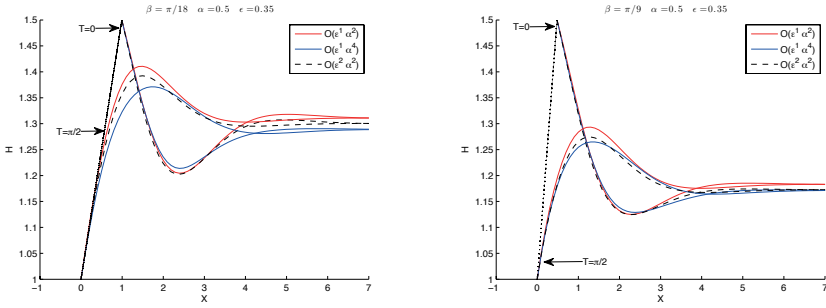 β = π/18 α =0.5 ϵ =0.35
1.5
1.45
1.4
1.35
1.3
1.25
1.2
1.15
1.1
1.05
1
H
T=0
T=π/2
O(ε¹ α²)
O(ε¹ α⁴)
O(ε² α²)
−1 0 1 2 3 4 5 6 7
X
β = π/9 α =0.5 ϵ =0.35
1.5
1.45
1.4
1.35
1.3
1.25
1.2
1.15
1.1
1.05
1
H
T=0
T=π/2
O(ε¹ α²)
O(ε¹ α⁴)
O(ε² α²)
−1 0 1 2 3 4 5 6 7
X